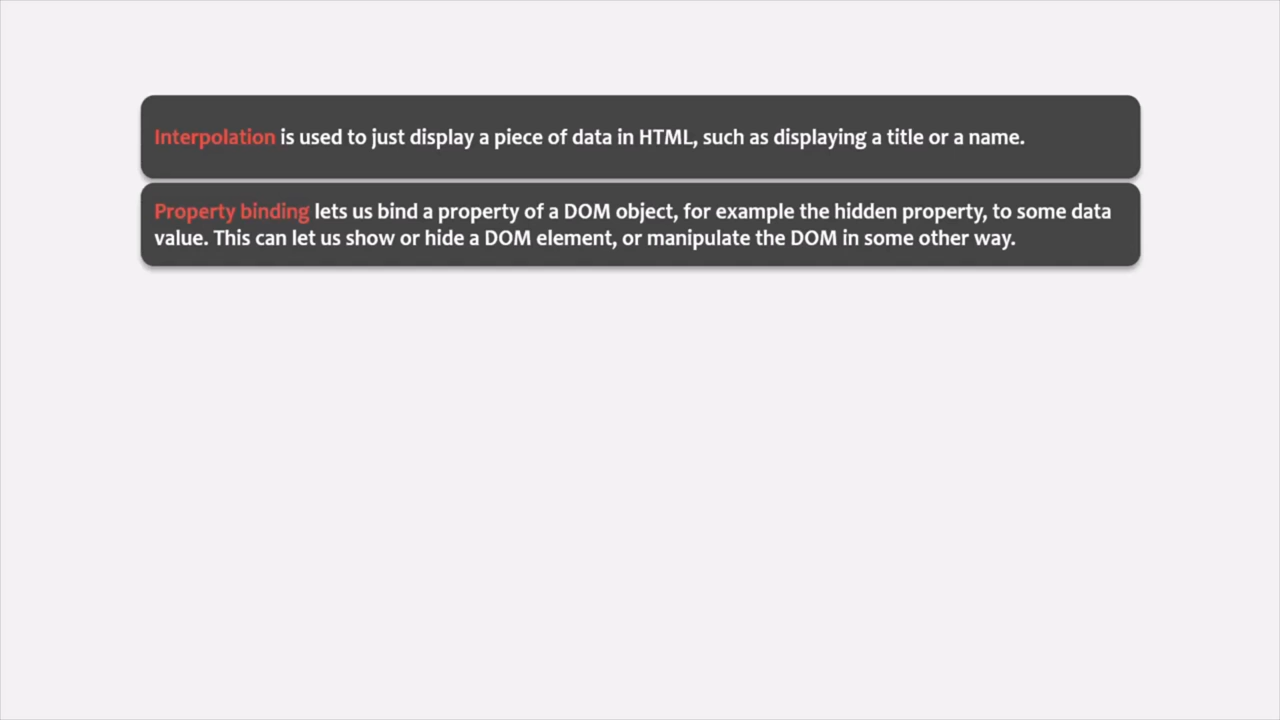 Interpolation is used to just display a piece of data in HTML, such as displaying a title or a name.
Property binding lets us bind a property of a DOM object, for example the hidden property, to some data
value. This can let us show or hide a DOM element, or manipulate the DOM in some other way.